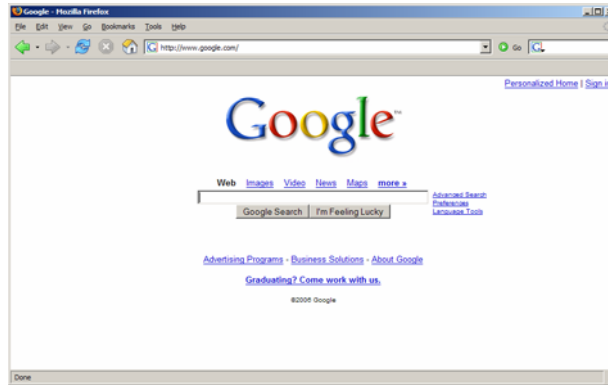 Google - Mozilla Firefox
File Edit View Go Bookmarks Tools Help
http://www.google.com/ Go
Personalized Home | Sign in
Google™
Web Images Video News Maps more »
Advanced Search
Preferences
Language Tools
Google Search I'm Feeling Lucky
Advertising Programs - Business Solutions - About Google
Graduating? Come work with us.
Google
Done